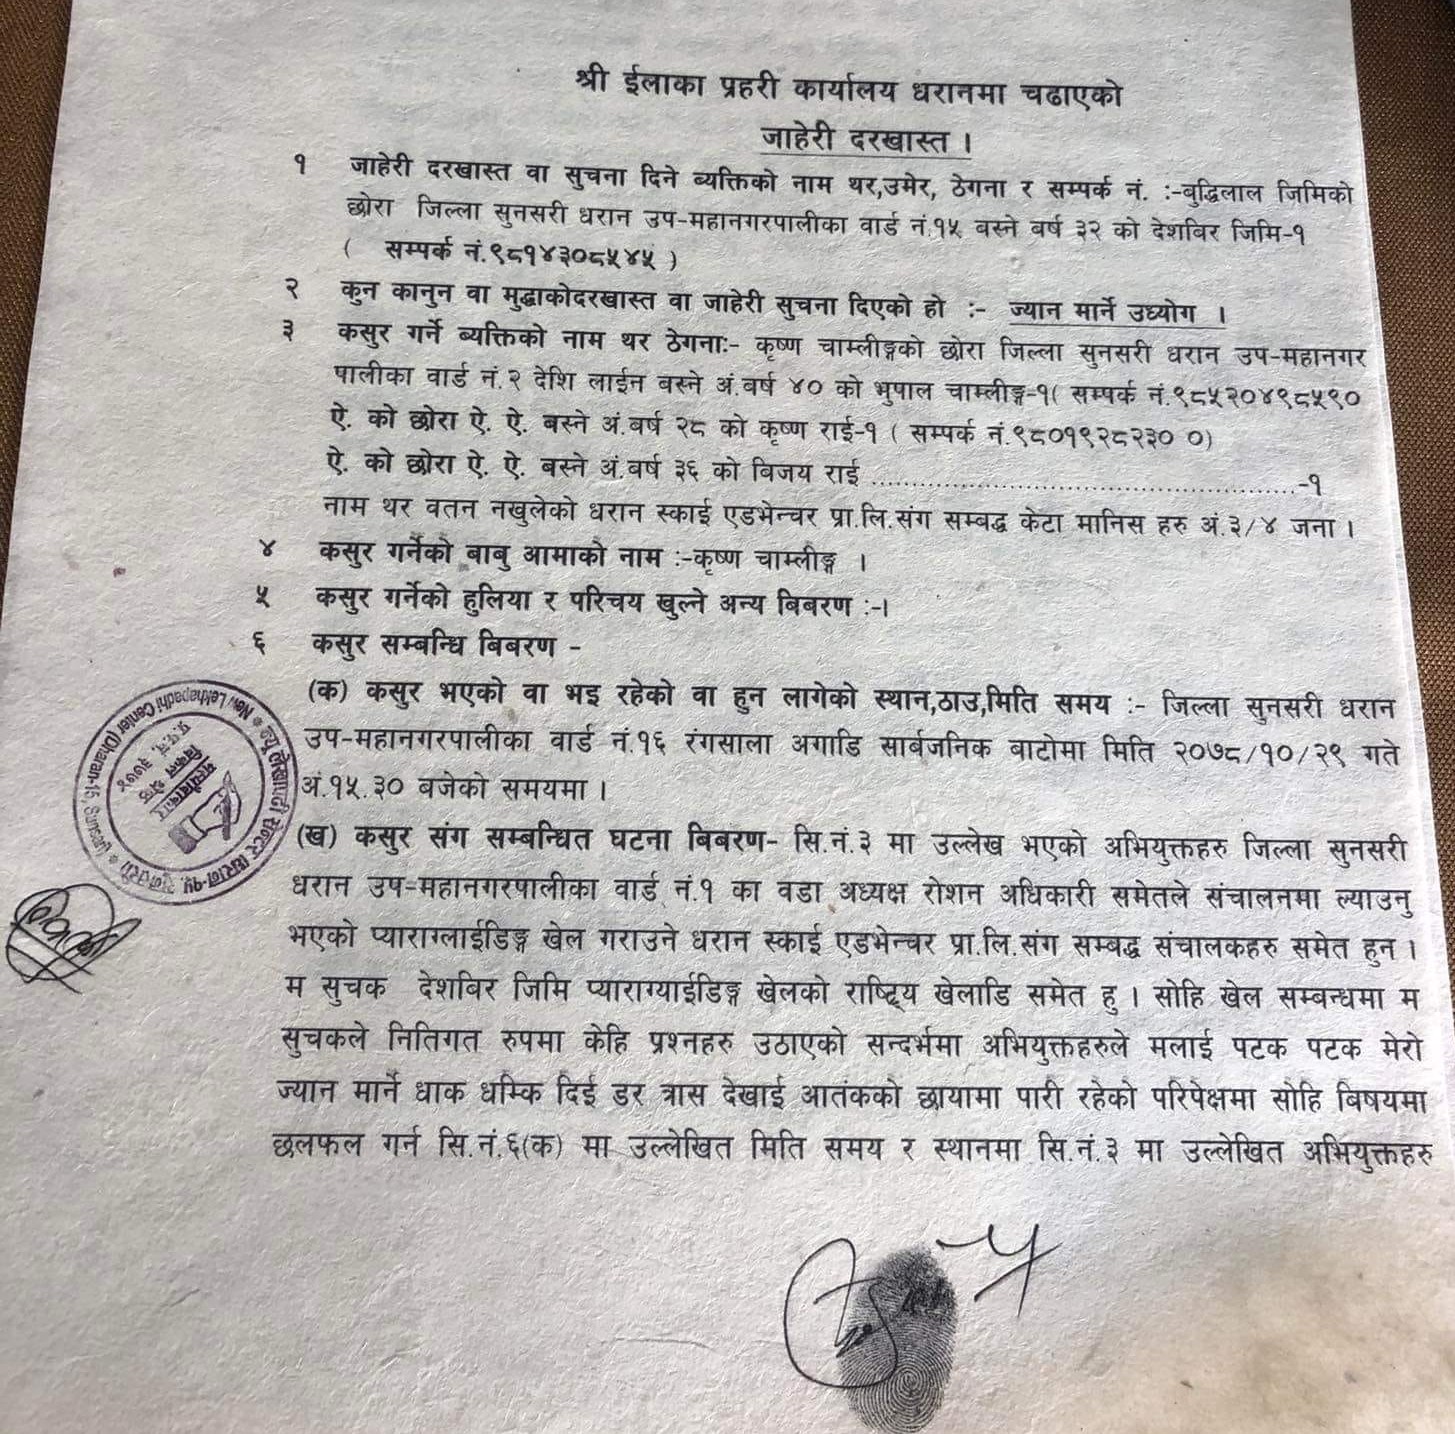 श्री ईलाका प्रहरी कार्यालय धरानमा चढाएको
जाहेरी दरखास्त ।
१ जाहेरी दरखास्त वा सुचना दिने ब्यक्तिको नाम थर,उमेर, ठेगना र सम्पर्क नं. :-बुद्धिलाल जिमिको
छोरा जिल्ला सुनसरी धरान उप-महानगरपालीका वार्ड नं.१५ बस्ने बर्ष ३२ को देशबिर जिमि-१
( सम्पर्क नं.९८१४३०८५४५ )
२ कुन कानुन वा मुद्धाकोदरखास्त वा जाहेरी सुचना दिएको हो :- ज्यान मार्ने उध्योग ।
३ कसुर गर्ने ब्यक्तिको नाम थर ठेगनाः- कृष्ण चाम्लीङ्गको छोरा जिल्ला सुनसरी धरान उप-महानगर
पालीका वार्ड नं.२ देशि लाईन बस्ने अं.बर्ष ४० को भुपाल चाम्लीङ्ग-१( सम्पर्क नं.९८५२०४९८५९०
ऐ. को छोरा ऐ. ऐ. बस्ने अं.बर्ष २८ को कृष्ण राई-१ ( सम्पर्क नं.९८०१९२८२३० ०)
ऐ. को छोरा ऐ. ऐ. बस्ने अं.बर्ष ३६ को बिजय राई ..................................................-१
नाम थर वतन नखुलेको धरान स्काई एडभेन्चर प्रा.लि.संग सम्बद्ध केटा मानिस हरु अं.३/४ जना ।
४ कसुर गर्नेको बाबु आमाको नाम :-कृष्ण चाम्लीङ्ग ।
५ कसुर गर्नेको हुलिया र परिचय खुल्ने अन्य बिबरण :-।
६ कसुर सम्बन्धि बिबरण -
(क) कसुर भएको वा भइ रहेको वा हुन लागेको स्थान,ठाउ,मिति समय :- जिल्ला सुनसरी धरान
उप-महानगरपालीका वार्ड नं.१६ रंगसाला अगाडि सार्बजनिक बाटोमा मिति २०७८/१०/२९ गते
अं.१५.३० बजेको समयमा ।
(ख) कसुर संग सम्बन्धित घटना बिबरण- सि.नं.३ मा उल्लेख भएको अभियुक्तहरु जिल्ला सुनसरी
धरान उप-महानगरपालीका वार्ड नं.१ का वडा अध्यक्ष रोशन अधिकारी समेतले संचालनमा ल्याउनु
भएको प्याराग्लाईडिङ्ग खेल गराउने धरान स्काई एडभेन्चर प्रा.लि.संग सम्बद्ध संचालकहरु समेत हुन ।
म सुचक देशबिर जिमि प्याराग्याईडिङ्ग खेलको राष्ट्रिय खेलाडि समेत हु । सोहि खेल सम्बन्धमा म
सुचकले नितिगत रुपमा केहि प्रश्नहरु उठाएको सन्दर्भमा अभियुक्तहरुले मलाई पटक पटक मेरो
ज्यान मार्ने धाक धम्कि दिई डर त्रास देखाई आतंकको छायामा पारी रहेको परिपेक्षमा सोहि बिषयमा
छलफल गर्न सि.नं.६(क) मा उल्लेखित मिति समय र स्थानमा सि.नं.३ मा उल्लेखित अभियुक्तहरु
New Lekhapadhi Center Dharan-15,
न्यू लेखापढी सेन्टर धरान-१५, सुनसरी